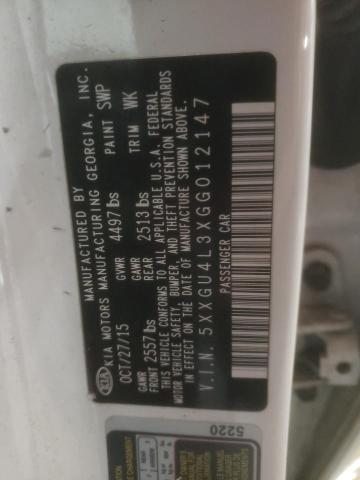 MANUFACTURED BY
KIA MOTORS MANUFACTURING GEORGIA, INC.
OCT/27/15 GVWR 4497 lbs PAINT SWP
GAWR FRONT 2557 lbs GAWR REAR 2513 lbs TRIM WK
THIS VEHICLE CONFORMS TO ALL APPLICABLE U.S.A. FEDERAL
MOTOR VEHICLE SAFETY, BUMPER, AND THEFT PREVENTION STANDARDS
IN EFFECT ON THE DATE OF MANUFACTURE SHOWN ABOVE.
V.I.N. 5XXGU4L3XGG012147
PASSENGER CAR
5220